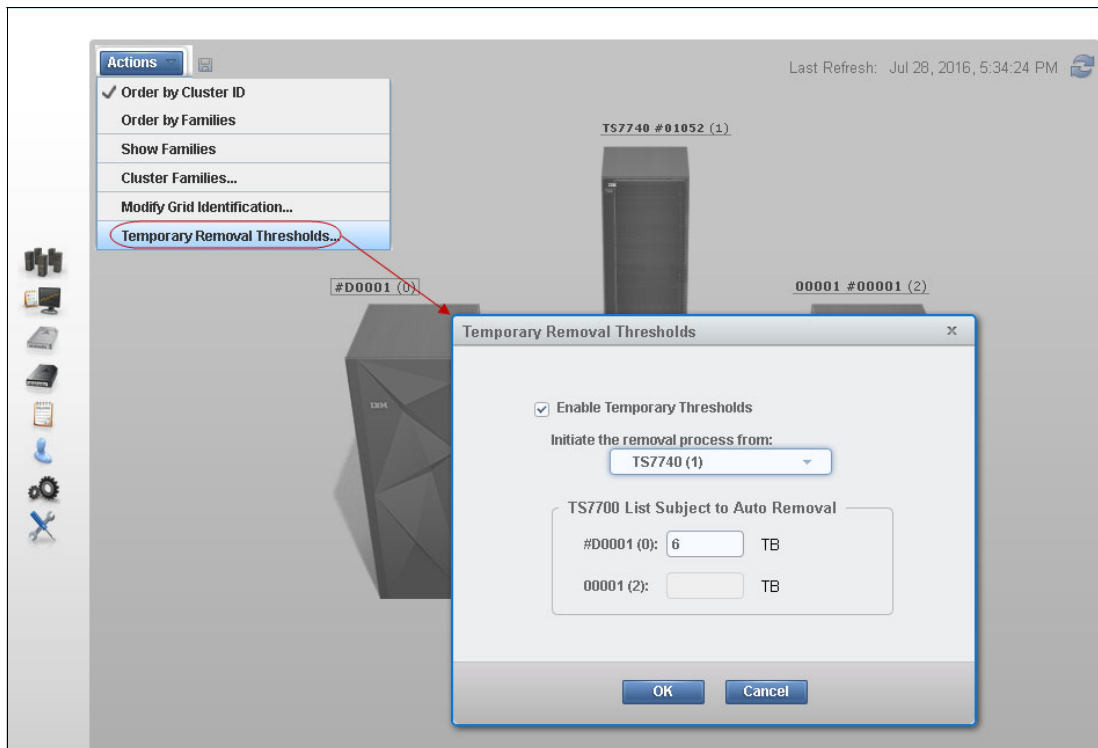 Actions
Last Refresh: Jul 28, 2016, 5:34:24 PM
Order by Cluster ID
Order by Families
Show Families
Cluster Families...
Modify Grid Identification...
Temporary Removal Thresholds...
TS7740 #01052 (1)
#D0001 (0)
00001 #00001 (2)
IBM
Temporary Removal Thresholds
x
Enable Temporary Thresholds
Initiate the removal process from:
TS7740 (1)
TS7700 List Subject to Auto Removal
#D0001 (0): 6 TB
00001 (2): TB
OK Cancel